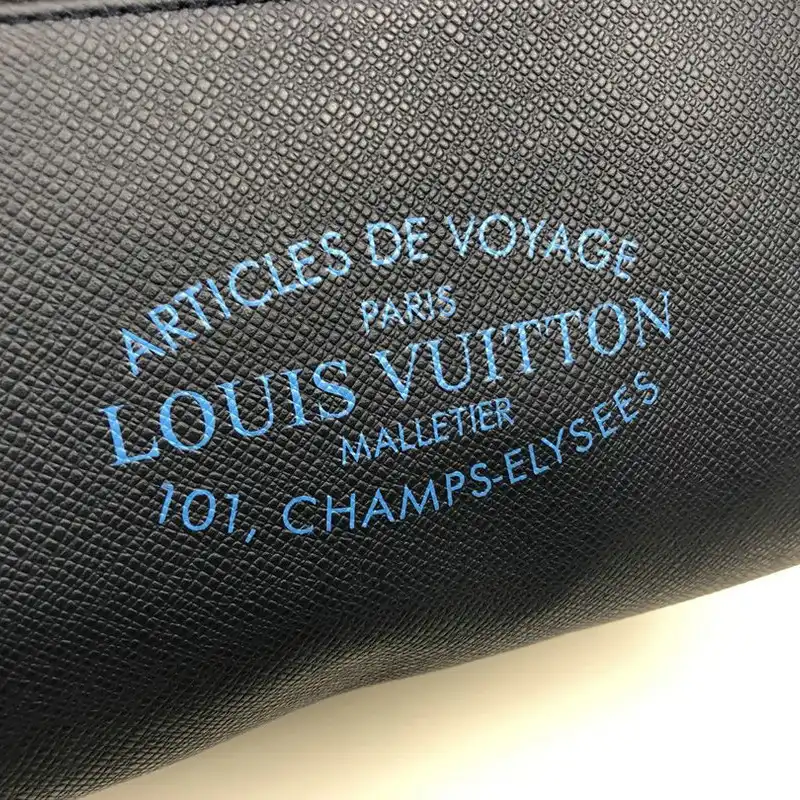 ARTICLES DE VOYAGE
PARIS
LOUIS VUITTON
MALLETIER
101, CHAMPS-ELYSEES